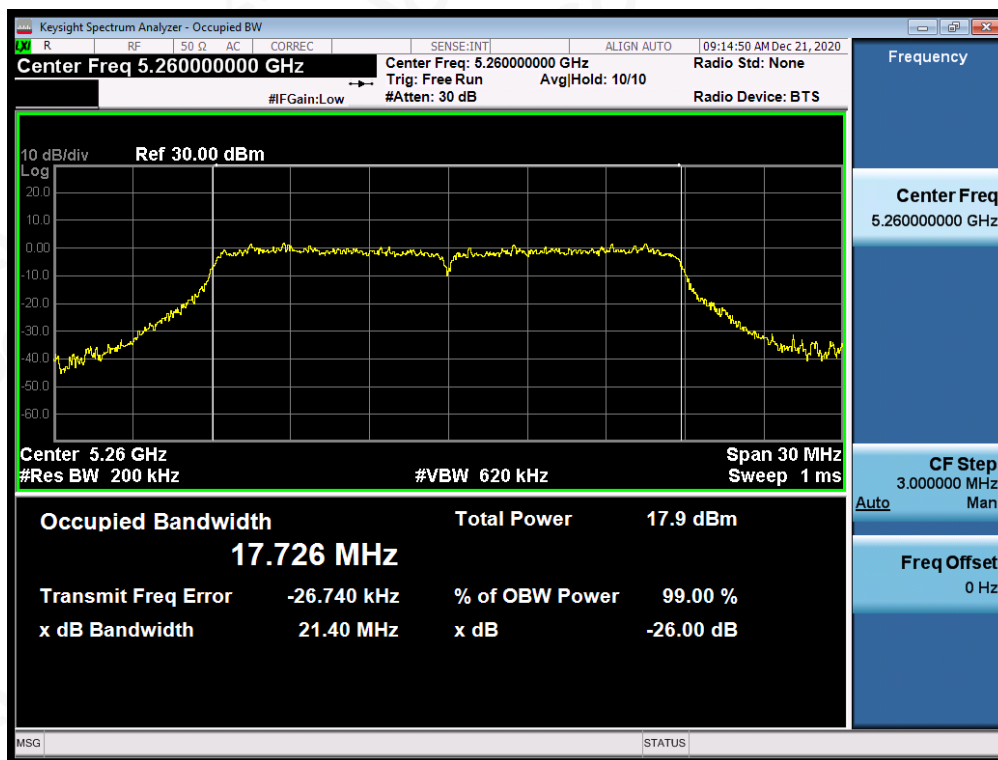 Keysight Spectrum Analyzer - Occupied BW
LXI R RF 50 Ω AC CORREC SENSE:INT ALIGN AUTO 09:14:50 AM Dec 21, 2020
Center Freq 5.260000000 GHz
Center Freq: 5.260000000 GHz
Radio Std: None
Trig: Free Run Avg|Hold: 10/10
#IFGain:Low
#Atten: 30 dB
Radio Device: BTS
10 dB/div Ref 30.00 dBm
Log
20.0
10.0
0.00
-10.0
-20.0
-30.0
-40.0
-50.0
-60.0
Center 5.26 GHz Span 30 MHz
#Res BW 200 kHz #VBW 620 kHz Sweep 1 ms
Occupied Bandwidth Total Power 17.9 dBm
17.726 MHz
Transmit Freq Error -26.740 kHz % of OBW Power 99.00 %
x dB Bandwidth 21.40 MHz x dB -26.00 dB
Frequency
Center Freq
5.260000000 GHz
CF Step
3.000000 MHz
Auto Man
Freq Offset
0 Hz
MSG STATUS